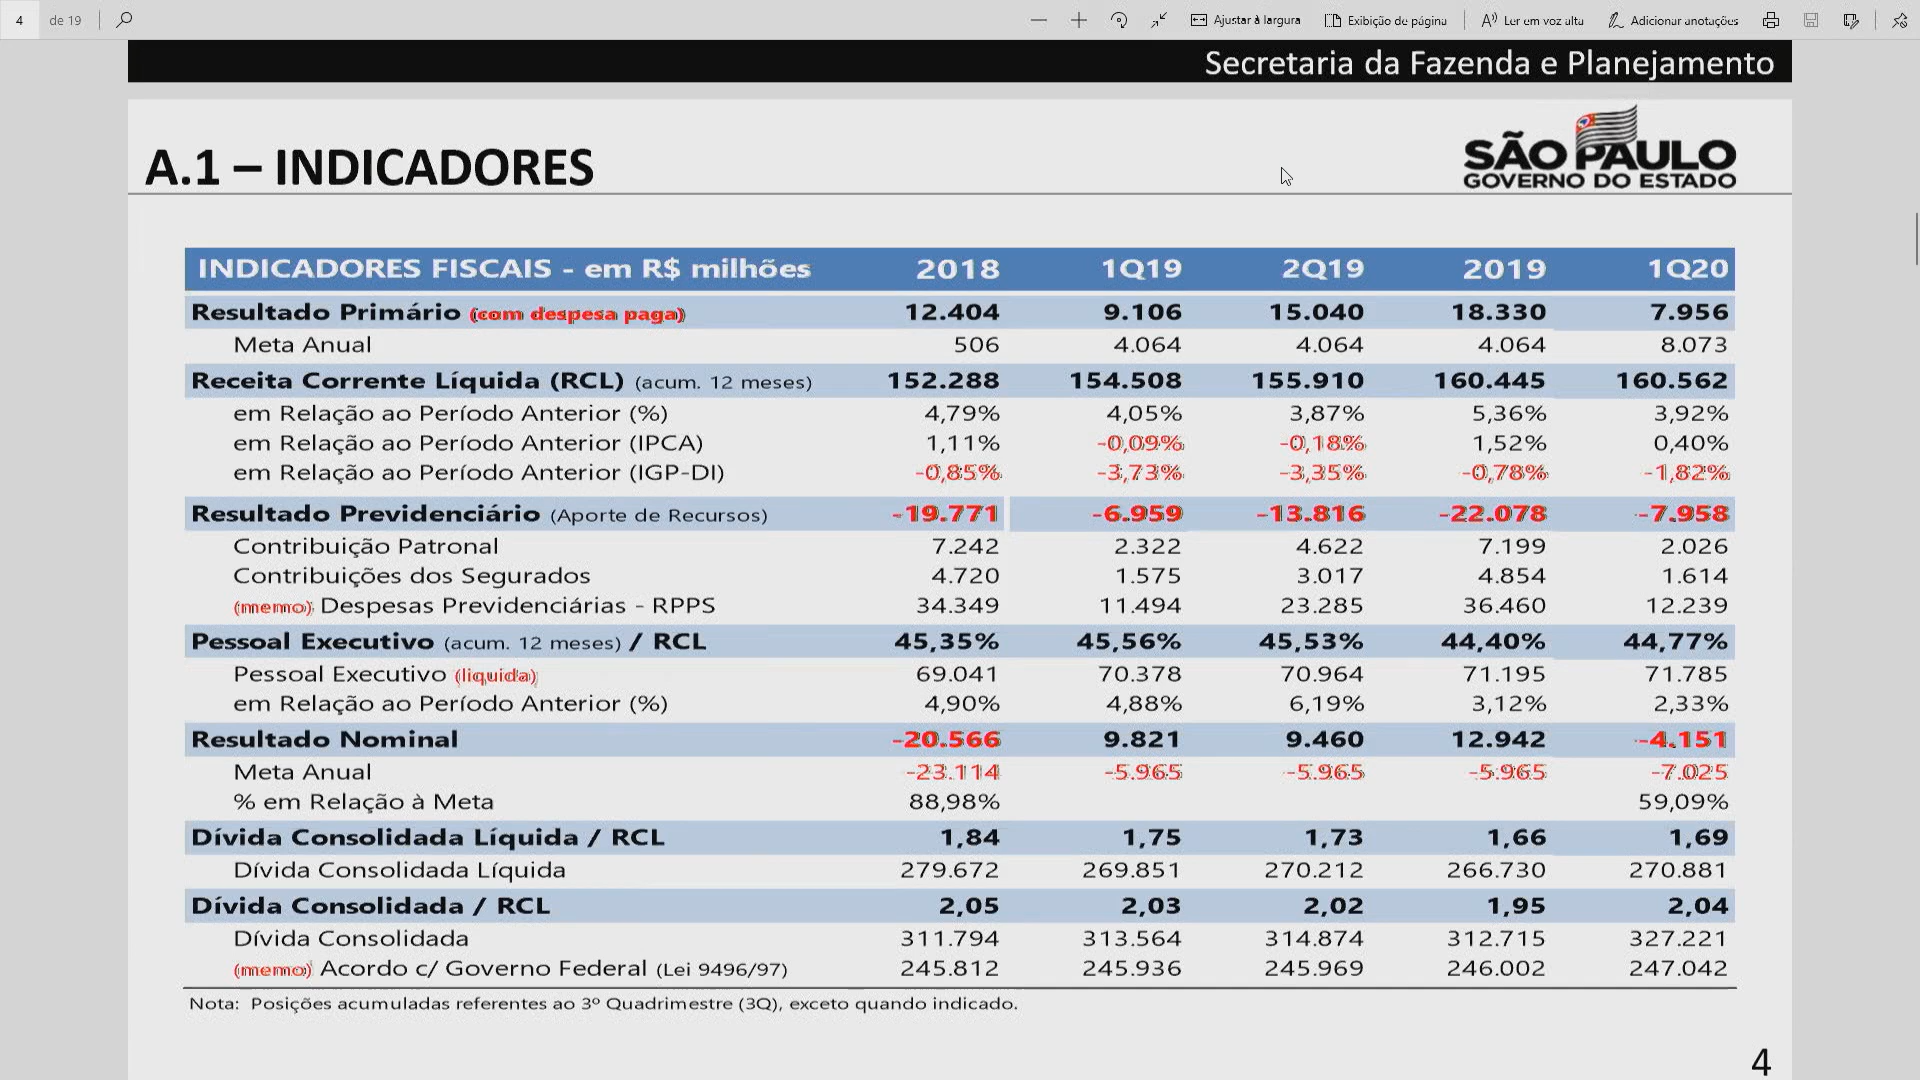 4 de 19 Ajustar à largura Exibição de página Ler em voz alta Adicionar anotações
Secretaria da Fazenda e Planejamento
A.1 – INDICADORES
SÃO PAULO
GOVERNO DO ESTADO
INDICADORES FISCAIS - em R$ milhões 2018 1Q19 2Q19 2019 1Q20
Resultado Primário (com despesa paga) 12.404 9.106 15.040 18.330 7.956
Meta Anual 506 4.064 4.064 4.064 8.073
Receita Corrente Líquida (RCL) (acum. 12 meses) 152.288 154.508 155.910 160.445 160.562
em Relação ao Período Anterior (%) 4,79% 4,05% 3,87% 5,36% 3,92%
em Relação ao Período Anterior (IPCA) 1,11% -0,09% -0,18% 1,52% 0,40%
em Relação ao Período Anterior (IGP-DI) -0,85% -3,73% -3,35% -0,78% -1,82%
Resultado Previdenciário (Aporte de Recursos) -19.771 -6.959 -13.816 -22.078 -7.958
Contribuição Patronal 7.242 2.322 4.622 7.199 2.026
Contribuições dos Segurados 4.720 1.575 3.017 4.854 1.614
(memo) Despesas Previdenciárias - RPPS 34.349 11.494 23.285 36.460 12.239
Pessoal Executivo (acum. 12 meses) / RCL 45,35% 45,56% 45,53% 44,40% 44,77%
Pessoal Executivo (liquida) 69.041 70.378 70.964 71.195 71.785
em Relação ao Período Anterior (%) 4,90% 4,88% 6,19% 3,12% 2,33%
Resultado Nominal -20.566 9.821 9.460 12.942 -4.151
Meta Anual -23.114 -5.965 -5.965 -5.965 -7.025
% em Relação à Meta 88,98% 59,09%
Dívida Consolidada Líquida / RCL 1,84 1,75 1,73 1,66 1,69
Dívida Consolidada Líquida 279.672 269.851 270.212 266.730 270.881
Dívida Consolidada / RCL 2,05 2,03 2,02 1,95 2,04
Dívida Consolidada 311.794 313.564 314.874 312.715 327.221
(memo) Acordo c/ Governo Federal (Lei 9496/97) 245.812 245.936 245.969 246.002 247.042
Nota: Posições acumuladas referentes ao 3º Quadrimestre (3Q), exceto quando indicado.
4